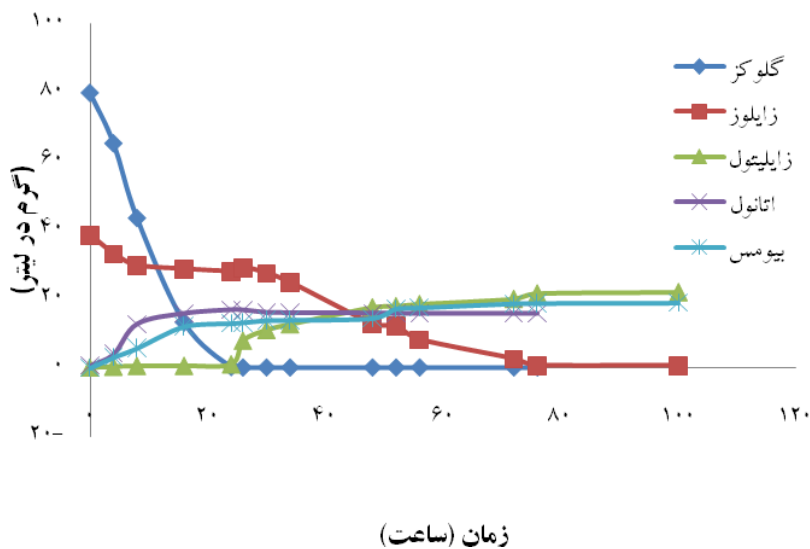 ۱۰۰
۸۰
۶۰
۴۰
۲۰
۰
۲۰–
۰
۲۰
۴۰
۶۰
۸۰
۱۰۰
۱۲۰
(گرم در لیتر)
زمان (ساعت)
گلوکز
زایلوز
زایلیتول
اتانول
بیومس